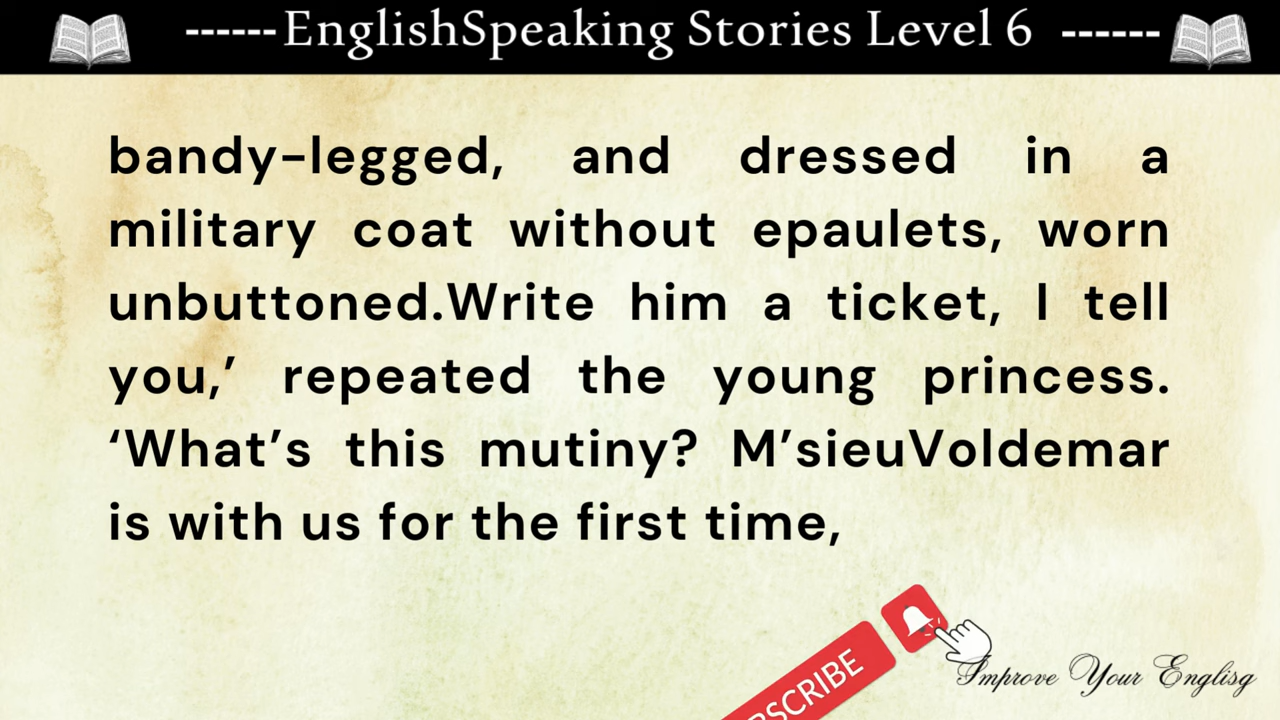 ------EnglishSpeaking Stories Level 6 ------
bandy-legged, and dressed in a
military coat without epaulets, worn
unbuttoned.Write him a ticket, I tell
you,’ repeated the young princess.
‘What’s this mutiny? M’sieuVoldemar
is with us for the first time,
SCRIBE
Improve Your Englisg